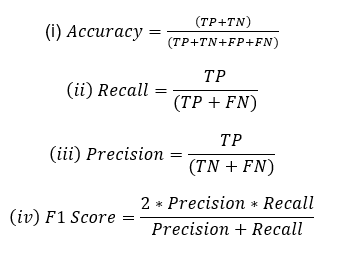 (i) Accuracy = (TP+TN) / (TP+TN+FP+FN)
(ii) Recall = TP / (TP + FN)
(iii) Precision = TP / (TN + FN)
(iv) F1 Score = 2 * Precision * Recall / Precision + Recall